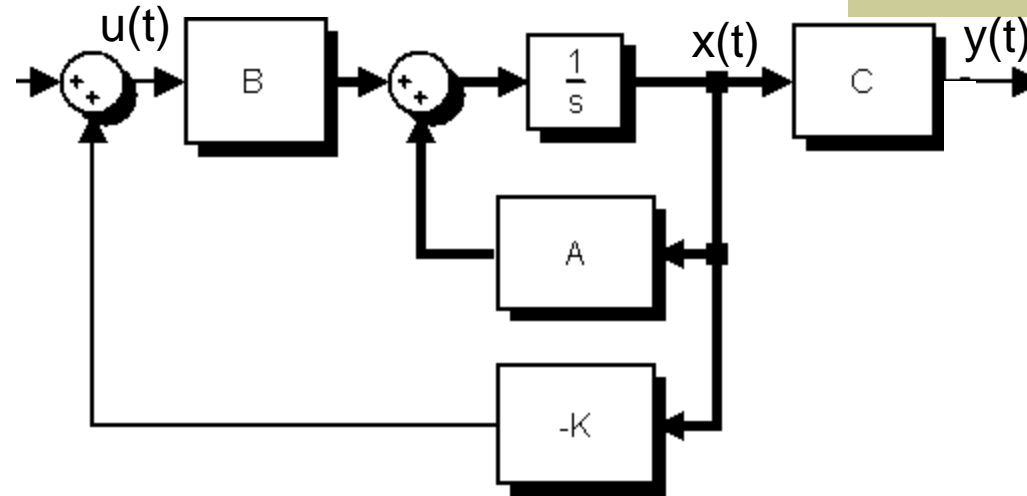 u(t)
x(t)
y(t)
+
+
B
+
+
1
s
C
A
-K